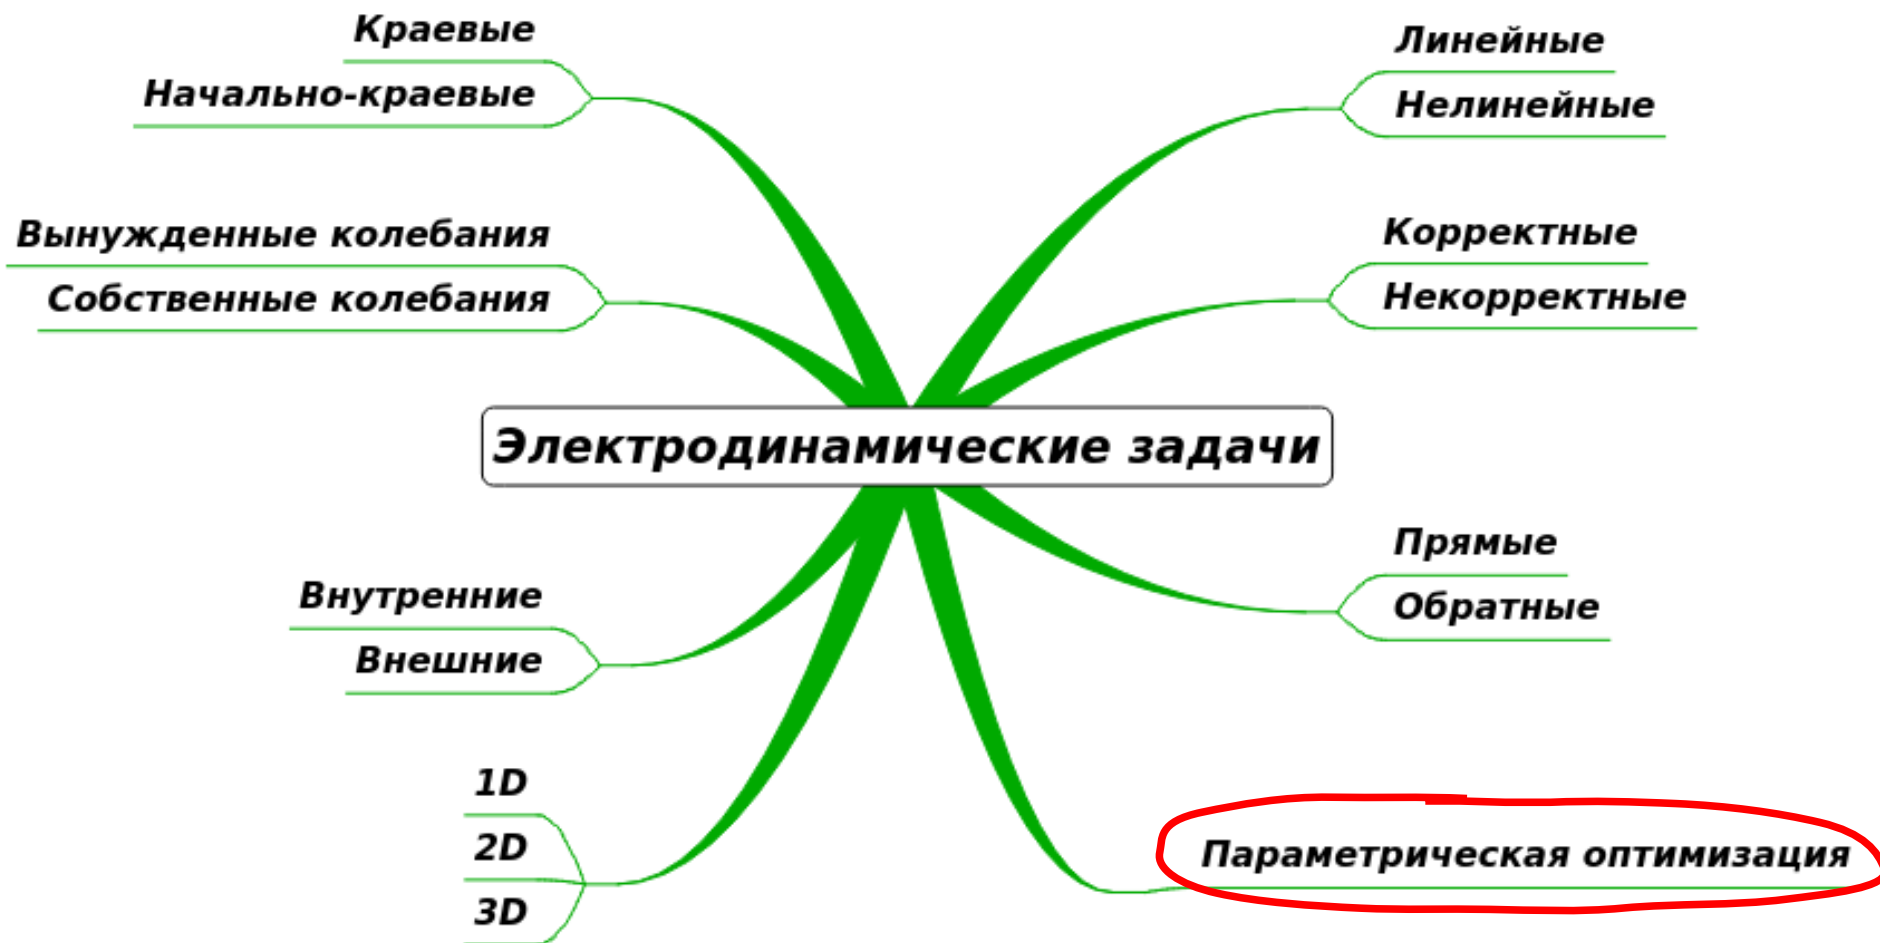 Краевые
Начально-краевые
Вынужденные колебания
Собственные колебания
Линейные
Нелинейные
Корректные
Некорректные
Электродинамические задачи
Внутренние
Внешние
1D
2D
3D
Прямые
Обратные
Параметрическая оптимизация